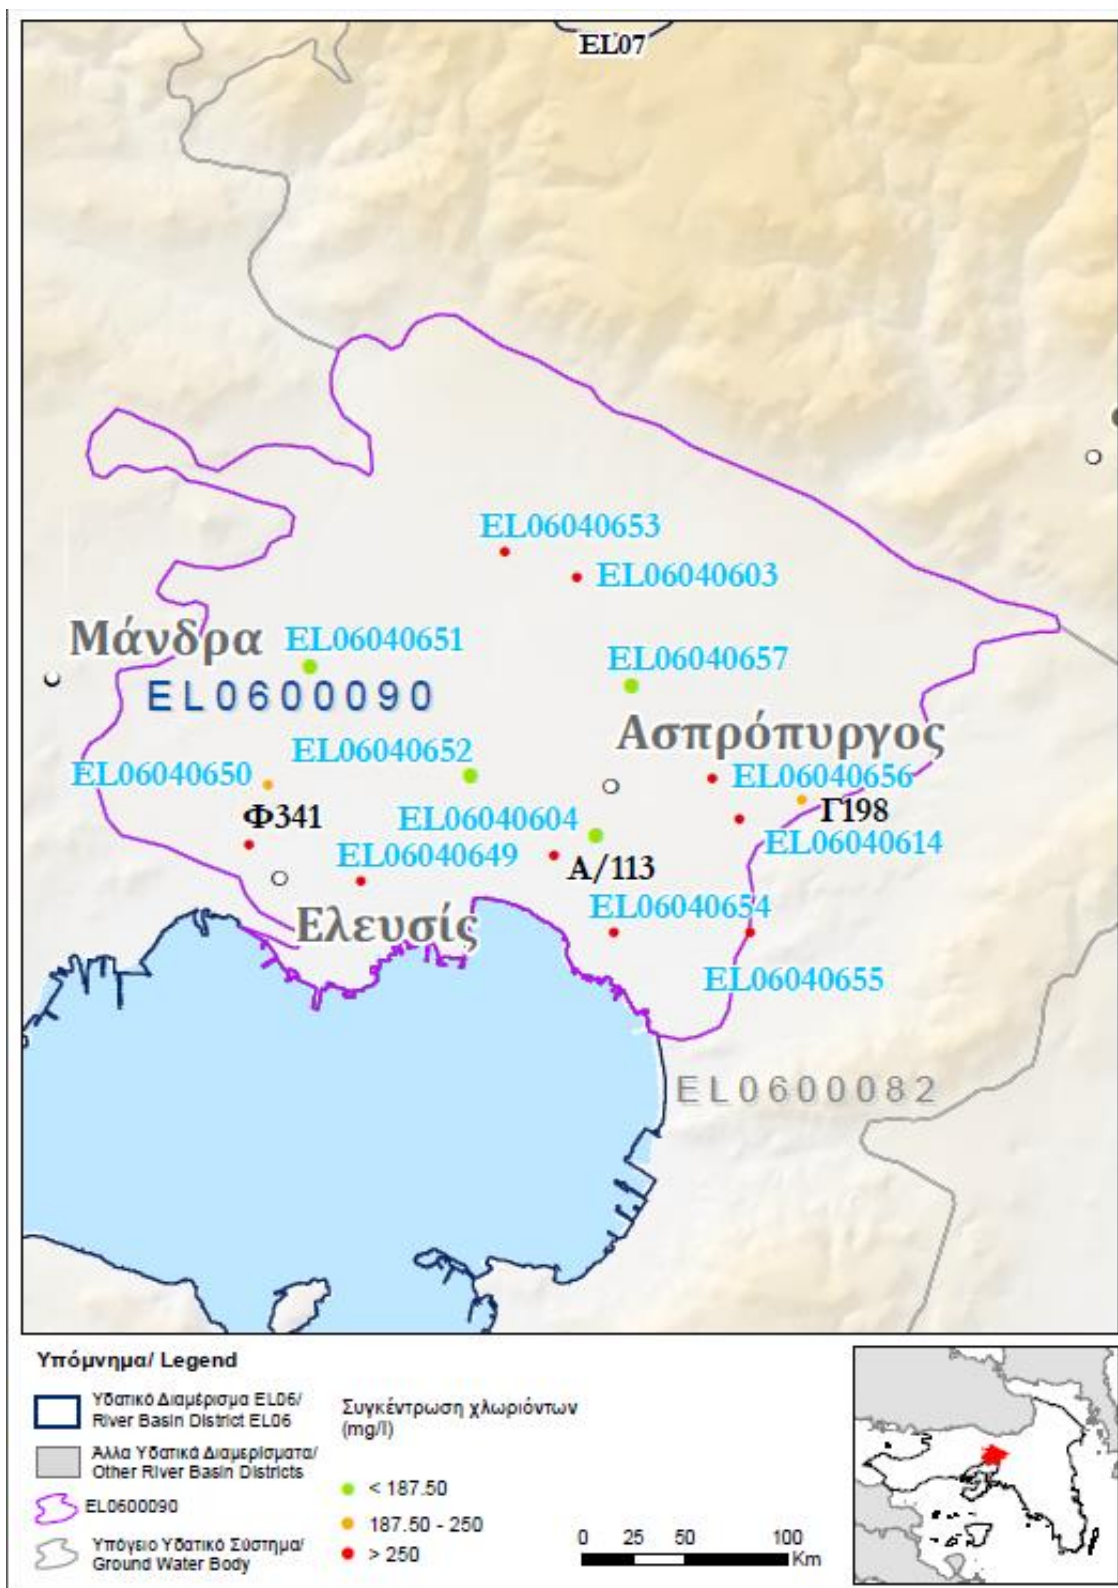 EL07
EL06040653
EL06040603
Μάνδρα
EL06040651
EL06040657
EL0600090
Ασπρόπυργος
EL06040652
EL06040650
EL06040656
Φ341
Γ198
EL06040604
EL06040614
EL06040649
Α/113
EL06040654
Ελευσίς
EL06040655
EL0600082
Υπόμνημα/ Legend
Υδατικό Διαμέρισμα EL06/
River Basin District EL06
Άλλα Υδατικά Διαμερίσματα/
Other River Basin Districts
EL0600090
Υπόγειο Υδατικό Σύστημα/
Ground Water Body
Συγκέντρωση χλωριόντων
(mg/l)
< 187.50
187.50 - 250
> 250
0 25 50 100
Km